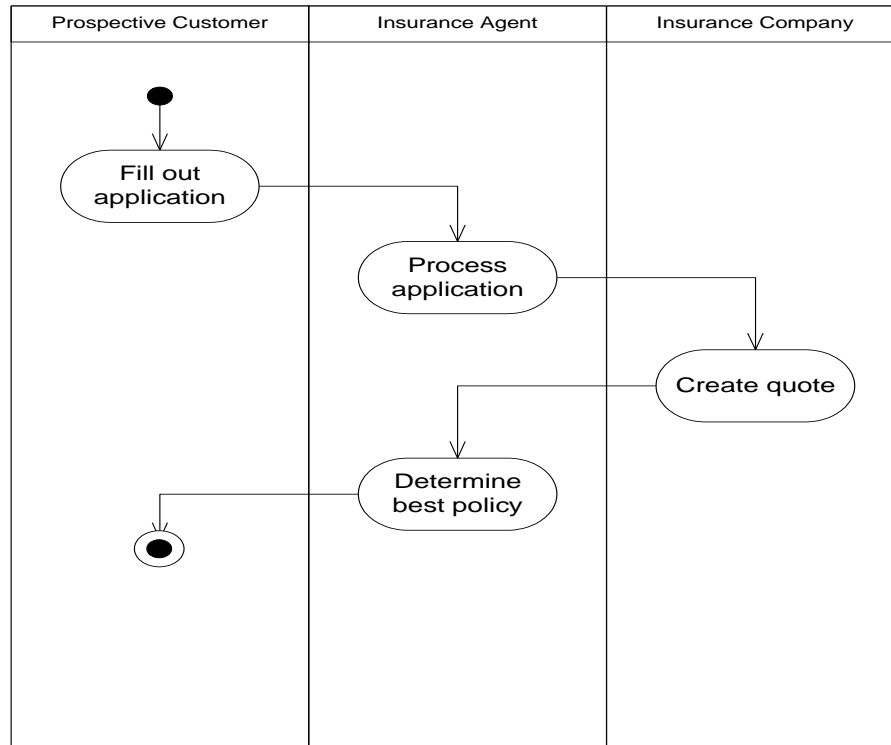 Prospective Customer
Insurance Agent
Insurance Company
Fill out
application
Process
application
Create quote
Determine
best policy